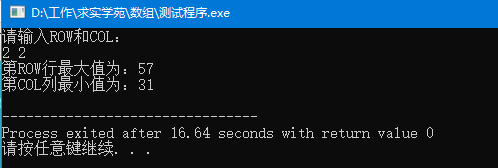 D:\工作\求实学苑\数组\测试程序.exe
请输入ROW和COL:
2 2
第ROW行最大值为：57
第COL列最小值为：31
--------------------------------
Process exited after 16.64 seconds with return value 0
请按任意键继续. . .